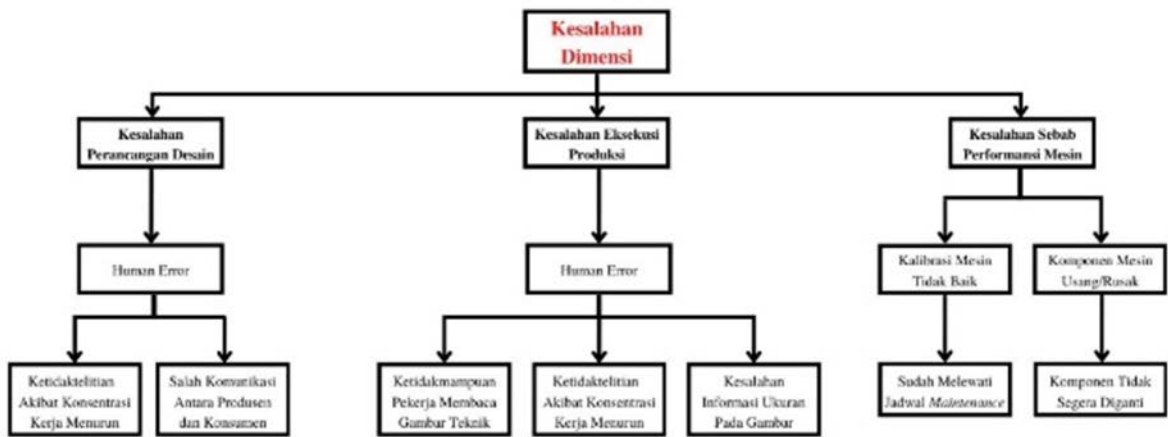 Kesalahan
Dimensi
Kesalahan
Perancangan Desain
Kesalahan Eksekusi
Produksi
Kesalahan Sebab
Performansi Mesin
Human Error
Human Error
Kalibrasi Mesin
Tidak Baik
Komponen Mesin
Usang/Rusak
Ketidaktelitian
Akibat Konsentrasi
Kerja Menurun
Salah Komunikasi
Antara Produsen
dan Konsumen
Ketidakmampuan
Pekerja Membaca
Gambar Teknik
Ketidaktelitian
Akibat Konsentrasi
Kerja Menurun
Kesalahan
Informasi Ukuran
Pada Gambar
Sudah Melewati
Jadwal Maintenance
Komponen Tidak
Segera Diganti